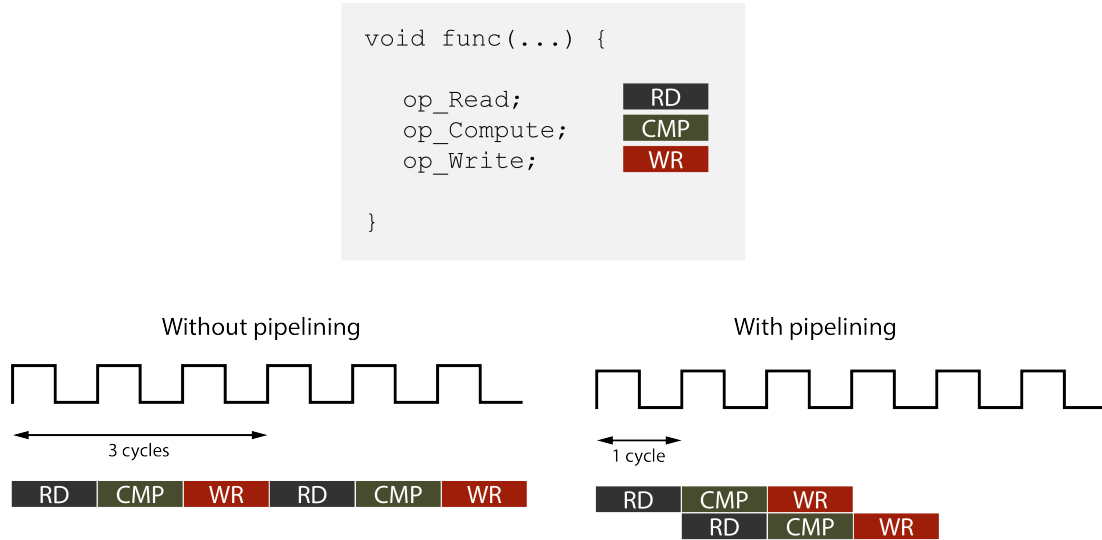 void func(...) {
op_Read; RD
op_Compute; CMP
op_Write; WR
}
Without pipelining
3 cycles
RD CMP WR RD CMP WR
With pipelining
1 cycle
RD CMP WR
RD CMP WR